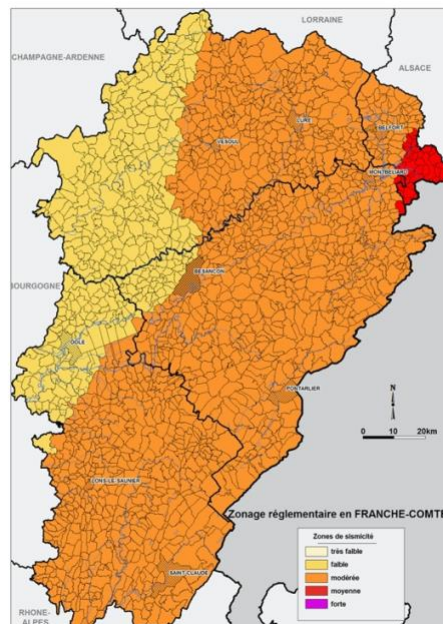 LORRAINE
CHAMPAGNE-ARDENNE
ALSACE
LURE
BELFORT
VESOUL
MONTBELIARD
BESANCON
BOURGOGNE
DOLE
PONTARLIER
N
0 10 20km
LONS LE SAUNIER
Zonage réglementaire en FRANCHE-COMTE
Zones de sismicité
très faible
faible
modérée
moyenne
forte
SAINT CLAUDE
RHONE-
ALPES